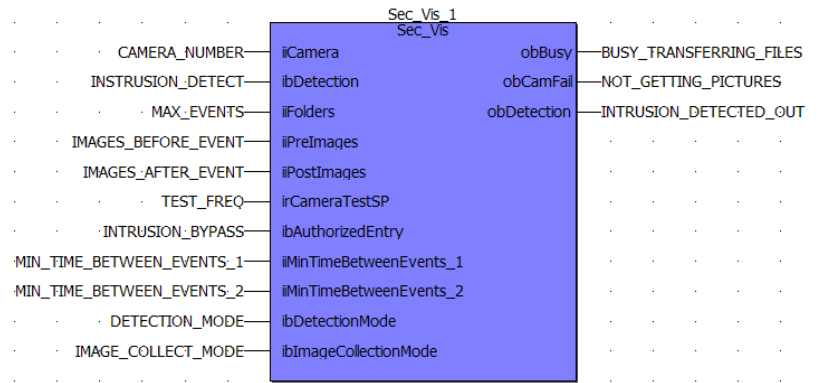 Sec_Vis_1
Sec_Vis
CAMERA_NUMBER iiCamera obBusy BUSY_TRANSFERRING_FILES
INSTRUSION_DETECT ibDetection obCamFail NOT_GETTING_PICTURES
MAX_EVENTS iiFolders obDetection INTRUSION_DETECTED_OUT
IMAGES_BEFORE_EVENT iiPreImages
IMAGES_AFTER_EVENT iiPostImages
TEST_FREQ irCameraTestSP
INTRUSION_BYPASS ibAuthorizedEntry
MIN_TIME_BETWEEN_EVENTS_1 iiMinTimeBetweenEvents_1
MIN_TIME_BETWEEN_EVENTS_2 iiMinTimeBetweenEvents_2
DETECTION_MODE ibDetectionMode
IMAGE_COLLECT_MODE ibImageCollectionMode